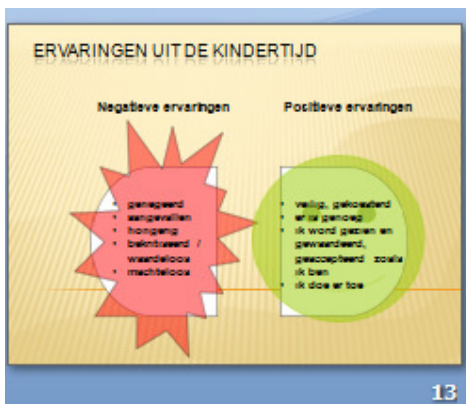 ERVARINGEN UIT DE KINDERTIJD
Negatieve ervaringen
Positieve ervaringen
• genegeerd
• aangevallen
• hongerig
• bekritiseerd /
waardeloos
• machteloos
• veilig, gekoesterd
• er is genoeg
• ik word gezien en
gewaardeerd,
geaccepteerd zoals
ik ben
• ik doe er toe
13